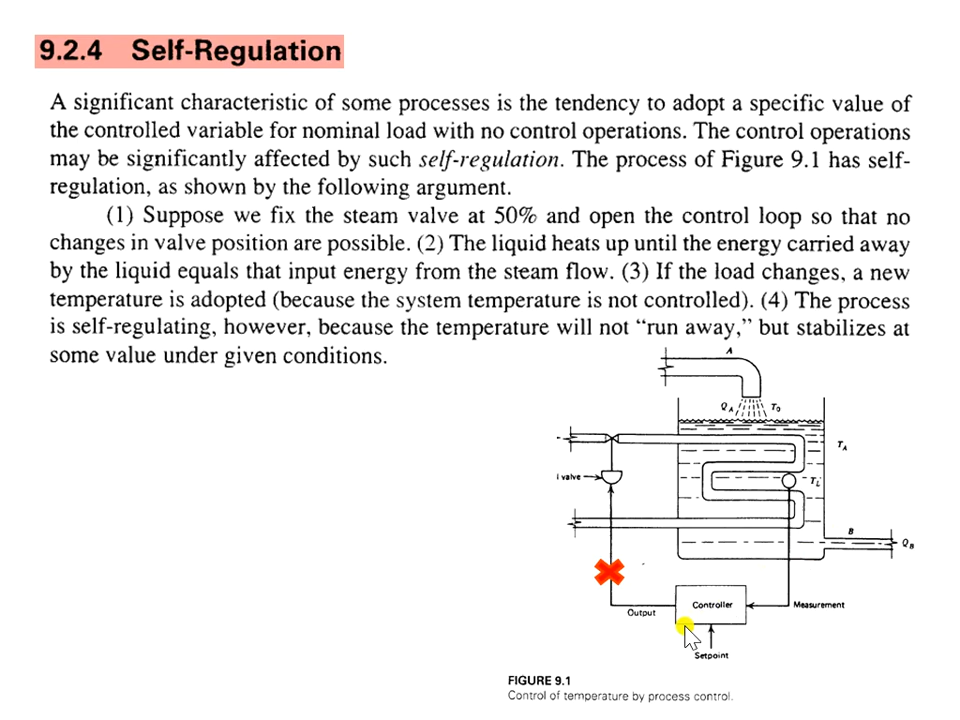 9.2.4 Self-Regulation
A significant characteristic of some processes is the tendency to adopt a specific value of
the controlled variable for nominal load with no control operations. The control operations
may be significantly affected by such self-regulation. The process of Figure 9.1 has self-
regulation, as shown by the following argument.
(1) Suppose we fix the steam valve at 50% and open the control loop so that no
changes in valve position are possible. (2) The liquid heats up until the energy carried away
by the liquid equals that input energy from the steam flow. (3) If the load changes, a new
temperature is adopted (because the system temperature is not controlled). (4) The process
is self-regulating, however, because the temperature will not “run away,” but stabilizes at
some value under given conditions.
A
QA T0
TA
l valve
TL
B
QB
Controller
Measurement
Output
Setpoint
FIGURE 9.1
Control of temperature by process control.